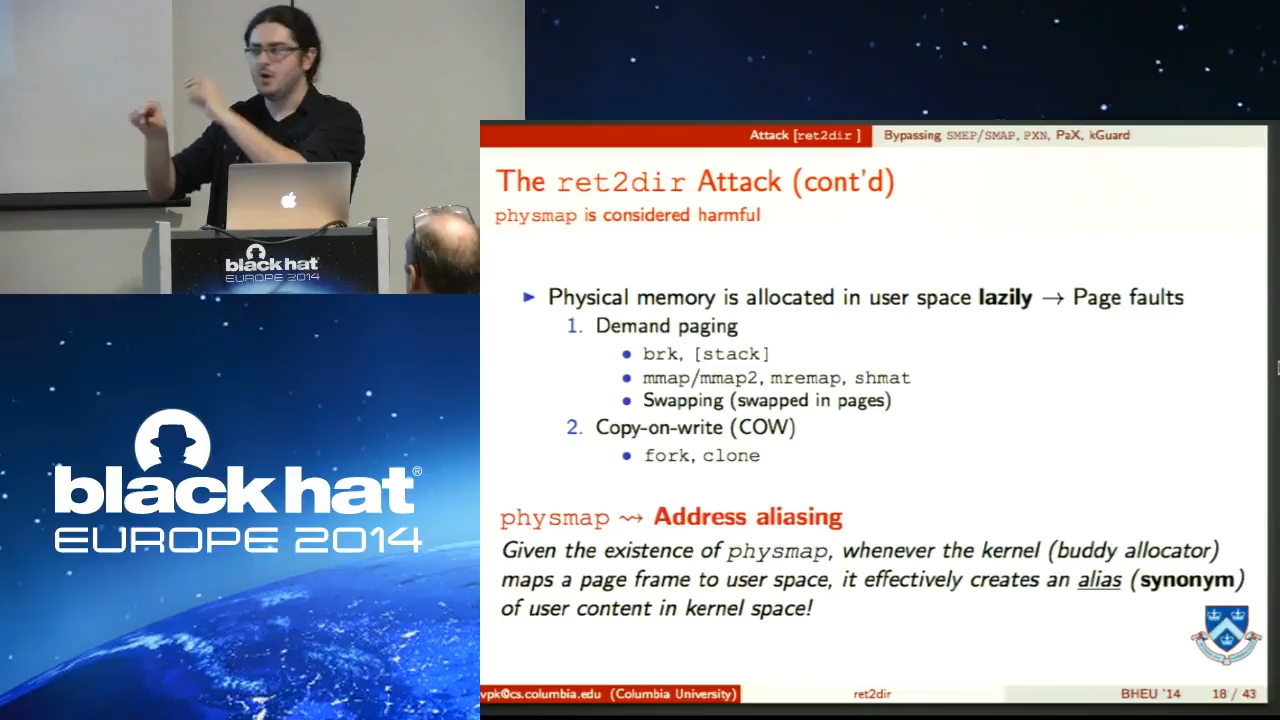 black hat
EUROPE 2014
Attack [ret2dir ]
Bypassing SMEP/SMAP, PXN, PaX, kGuard
The ret2dir Attack (cont'd)
physmap is considered harmful
▶ Physical memory is allocated in user space lazily → Page faults
1. Demand paging
• brk, [stack]
• mmap/mmap2, mremap, shmat
• Swapping (swapped in pages)
2. Copy-on-write (COW)
• fork, clone
physmap ⇝ Address aliasing
Given the existence of physmap, whenever the kernel (buddy allocator)
maps a page frame to user space, it effectively creates an alias (synonym)
of user content in kernel space!
black hat®
EUROPE 2014
vpk@cs.columbia.edu (Columbia University)
ret2dir
BHEU '14
18 / 43